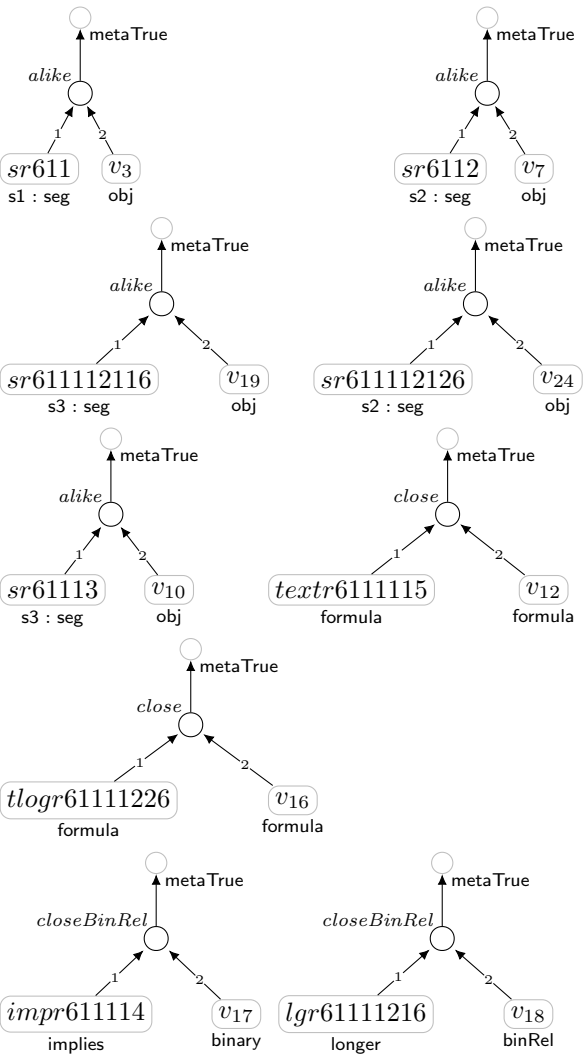 metaTrue metaTrue
alike alike
1 2 1 2
sr611 v₃ sr6112 v₇
s1 : seg obj s2 : seg obj
metaTrue metaTrue
alike alike
1 2 1 2
sr611112116 v₁₉ sr611112126 v₂₄
s3 : seg obj s2 : seg obj
metaTrue metaTrue
alike close
1 2 1 2
sr61113 v₁₀ textr6111115 v₁₂
s3 : seg obj formula formula
metaTrue
close
1 2
tlogr61111226 v₁₆
formula formula
metaTrue metaTrue
closeBinRel closeBinRel
1 2 1 2
impr611114 v₁₇ lgr61111216 v₁₈
implies binary longer binRel